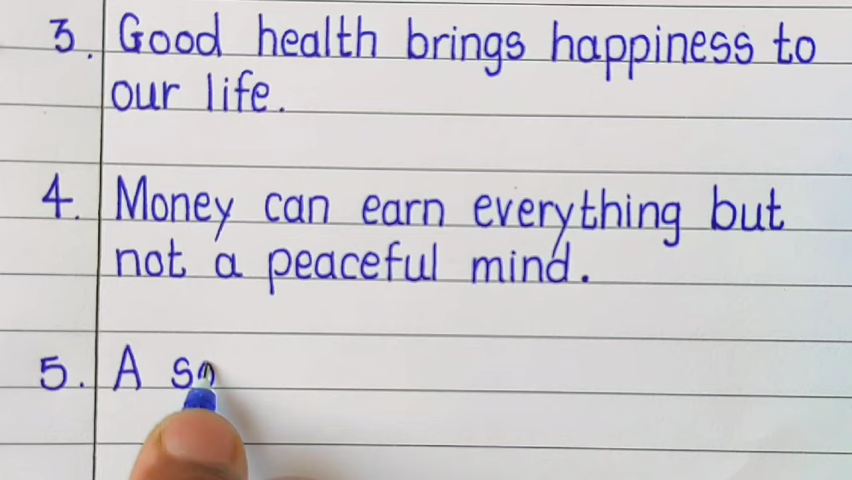 3. Good health brings happiness to
our life.
4. Money can earn everything but
not a peaceful mind.
5. A